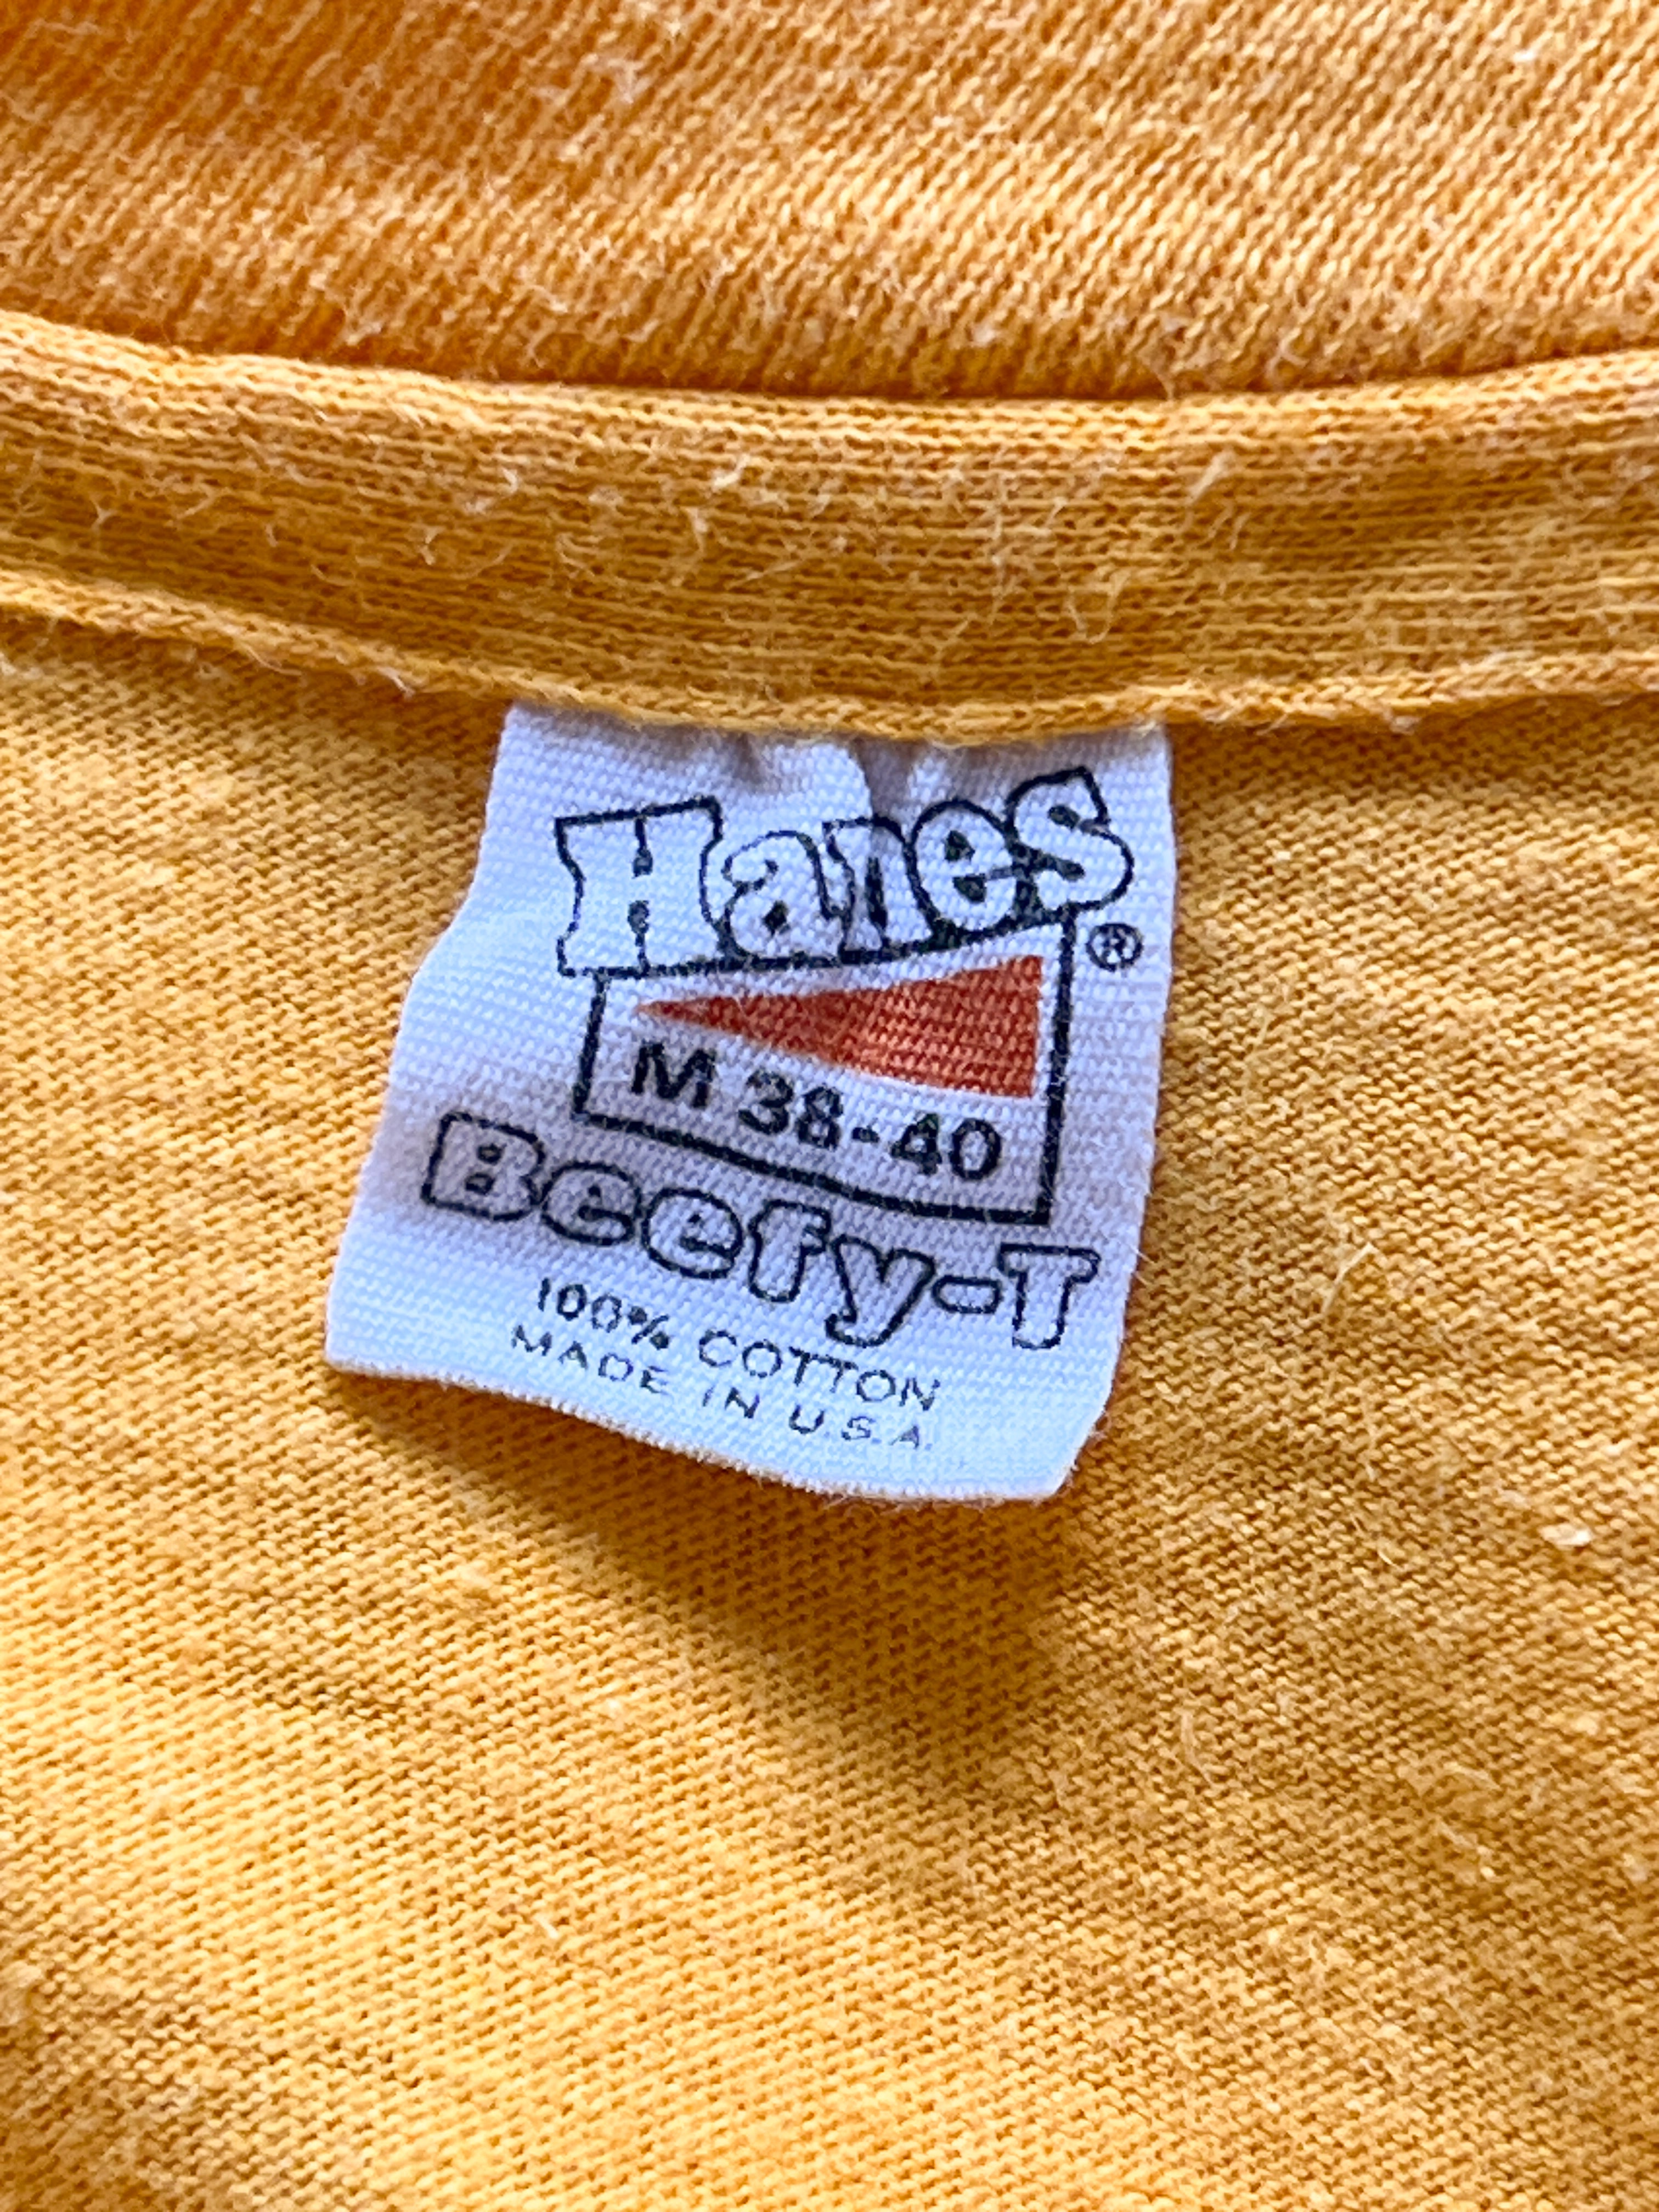 Hanes
®
M 38-40
Beefy-T
100% COTTON
MADE IN U.S.A.